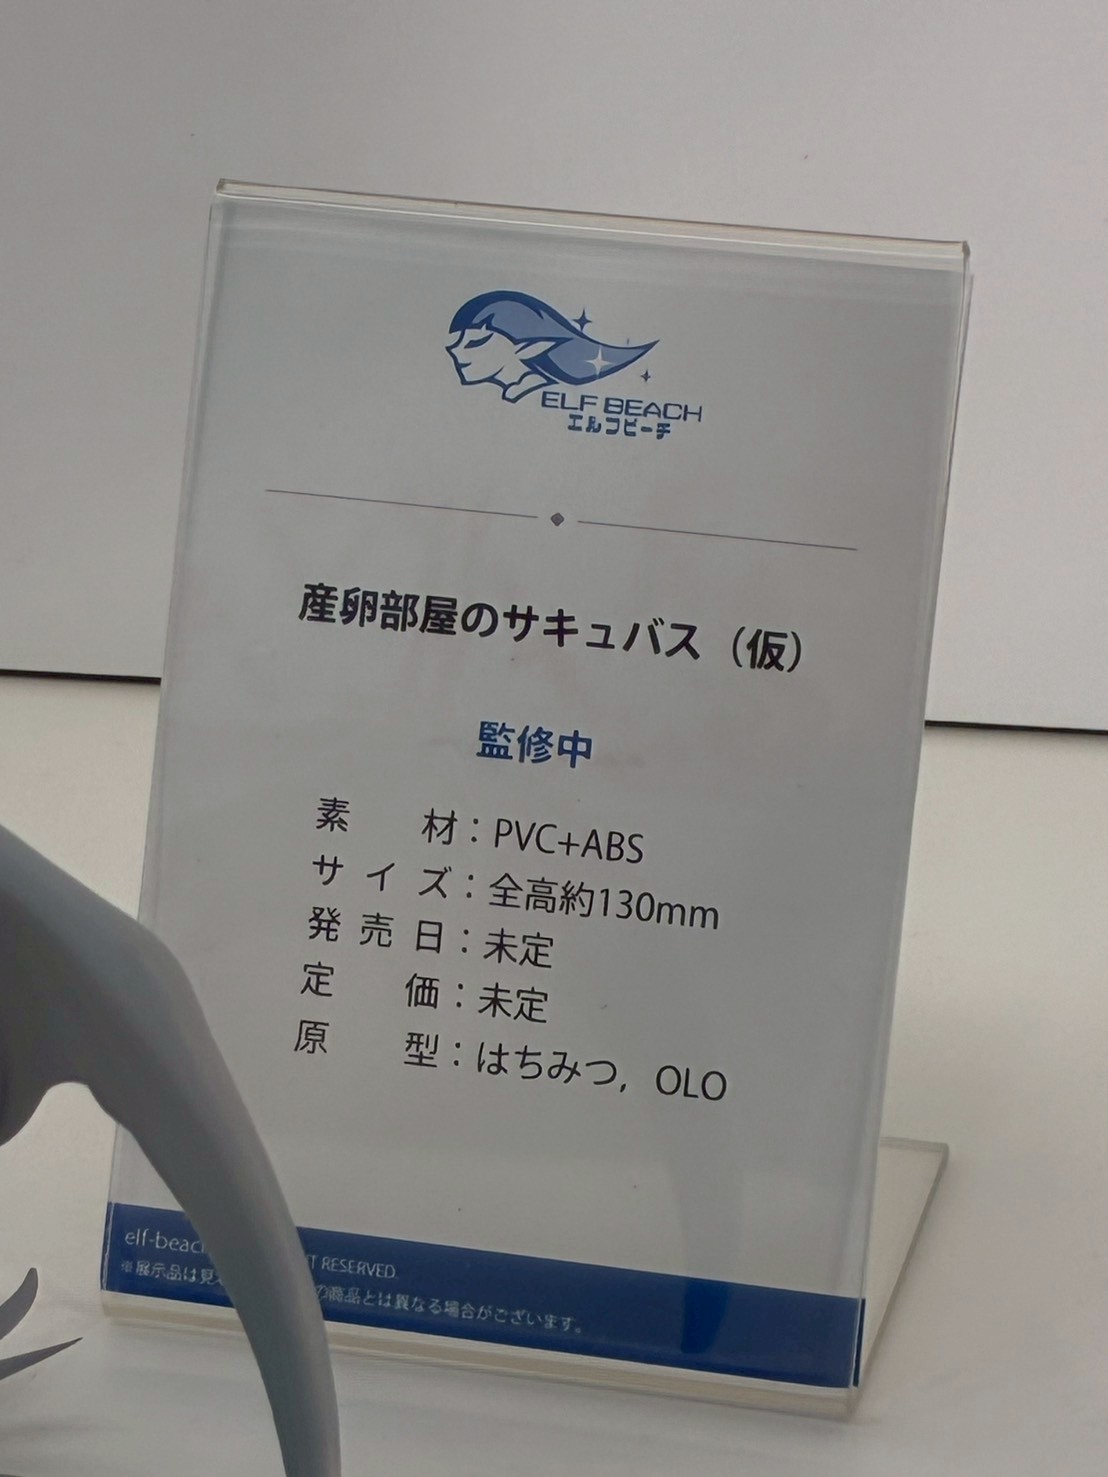 ELF BEACH
エルフビーチ
産卵部屋のサキュバス（仮）
監修中
素材：PVC+ABS
サイズ：全高約130mm
発売日：未定
定価：未定
原型：はちみつ，OLO
elf-beac
T RESERVED.
※展示品は見 の商品とは異なる場合がございます。